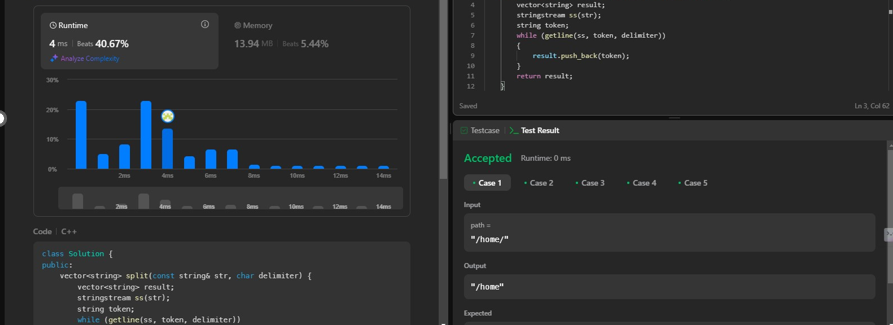 Runtime
4 ms | Beats 40.67%
Analyze Complexity
Memory
13.94 MB | Beats 5.44%
30%
20%
10%
0%
2ms 4ms 6ms 8ms 10ms 12ms 14ms
2ms 4ms 6ms 8ms 10ms 12ms 14ms
Code | C++
class Solution {
public:
vector<string> split(const string& str, char delimiter) {
vector<string> result;
stringstream ss(str);
string token;
while (getline(ss, token, delimiter))
4 vector<string> result;
5 stringstream ss(str);
6 string token;
7 while (getline(ss, token, delimiter))
8 {
9 result.push_back(token);
10 }
11 return result;
12 }
Saved
Ln 3, Col 62
Testcase | >_ Test Result
Accepted Runtime: 0 ms
• Case 1 • Case 2 • Case 3 • Case 4 • Case 5
Input
path =
"/home/"
Output
"/home"
Expected